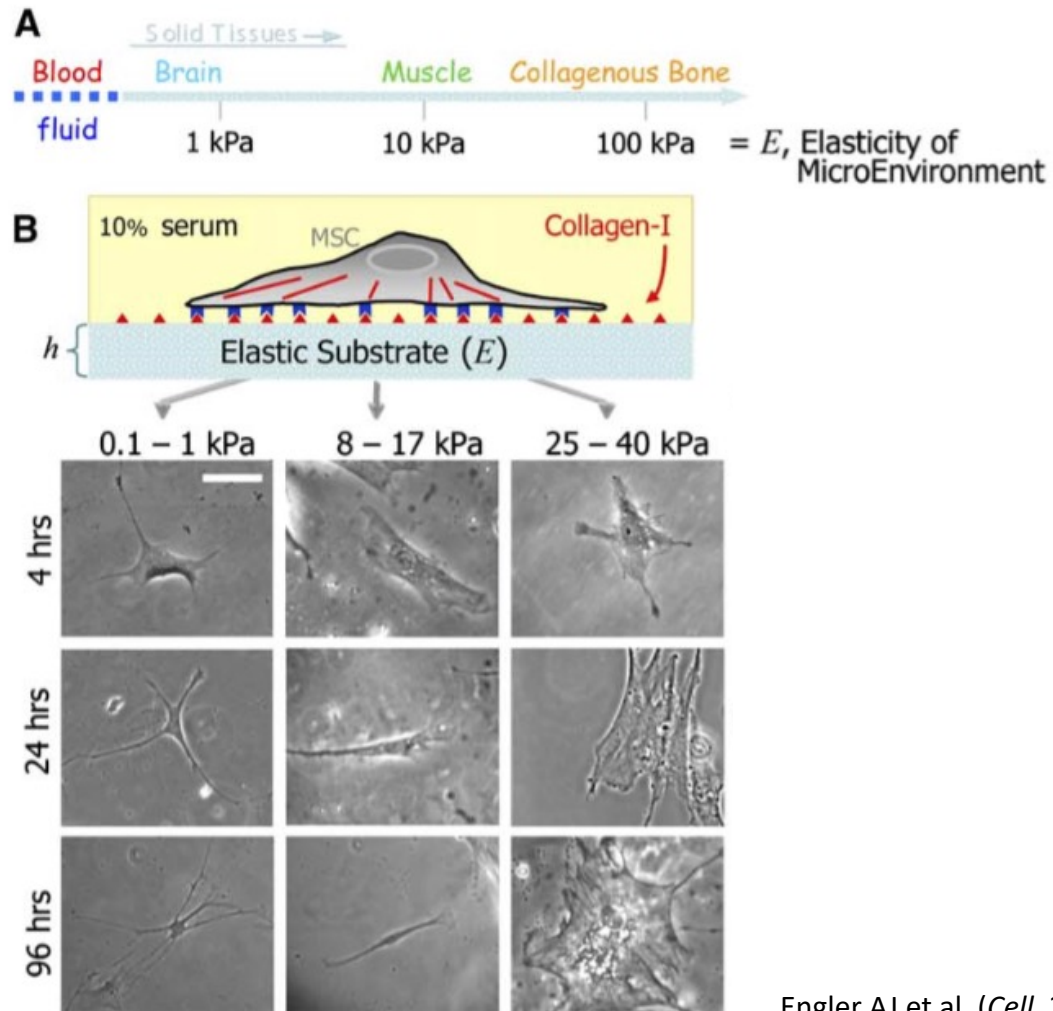 A
Solid Tissues
Blood Brain Muscle Collagenous Bone
fluid
1 kPa 10 kPa 100 kPa = E, Elasticity of
MicroEnvironment
B
10% serum MSC Collagen-I
h Elastic Substrate (E)
0.1 – 1 kPa 8 – 17 kPa 25 – 40 kPa
4 hrs
24 hrs
96 hrs
Engler AJ et al. (Cell,